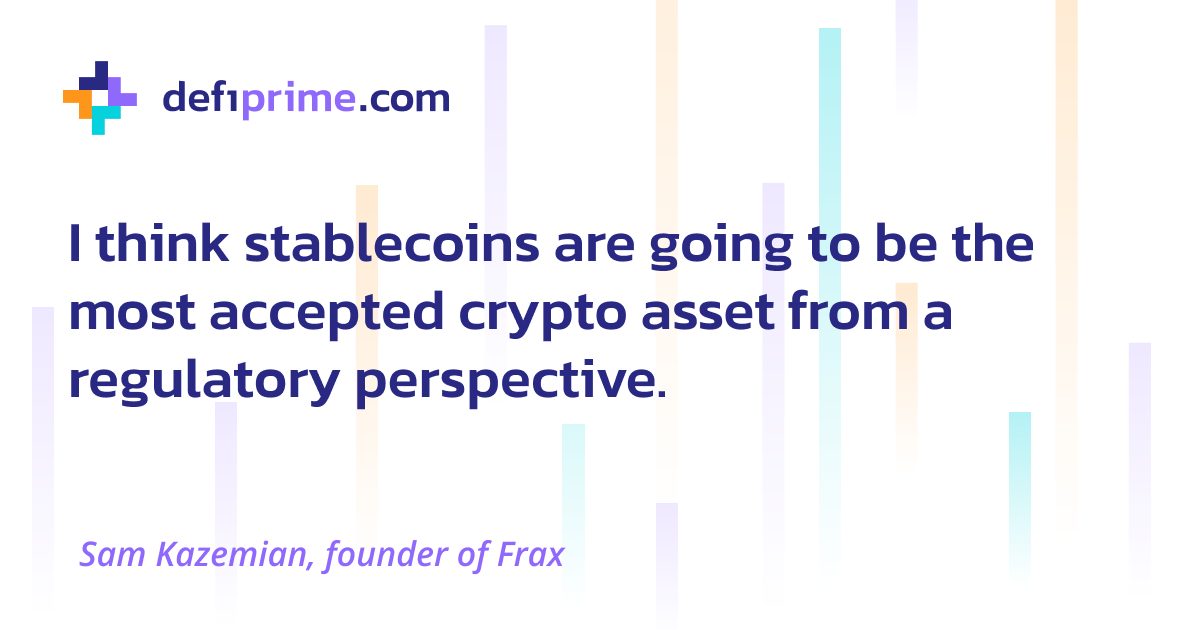 defiprime.com
I think stablecoins are going to be the
most accepted crypto asset from a
regulatory perspective.
Sam Kazemian, founder of Frax